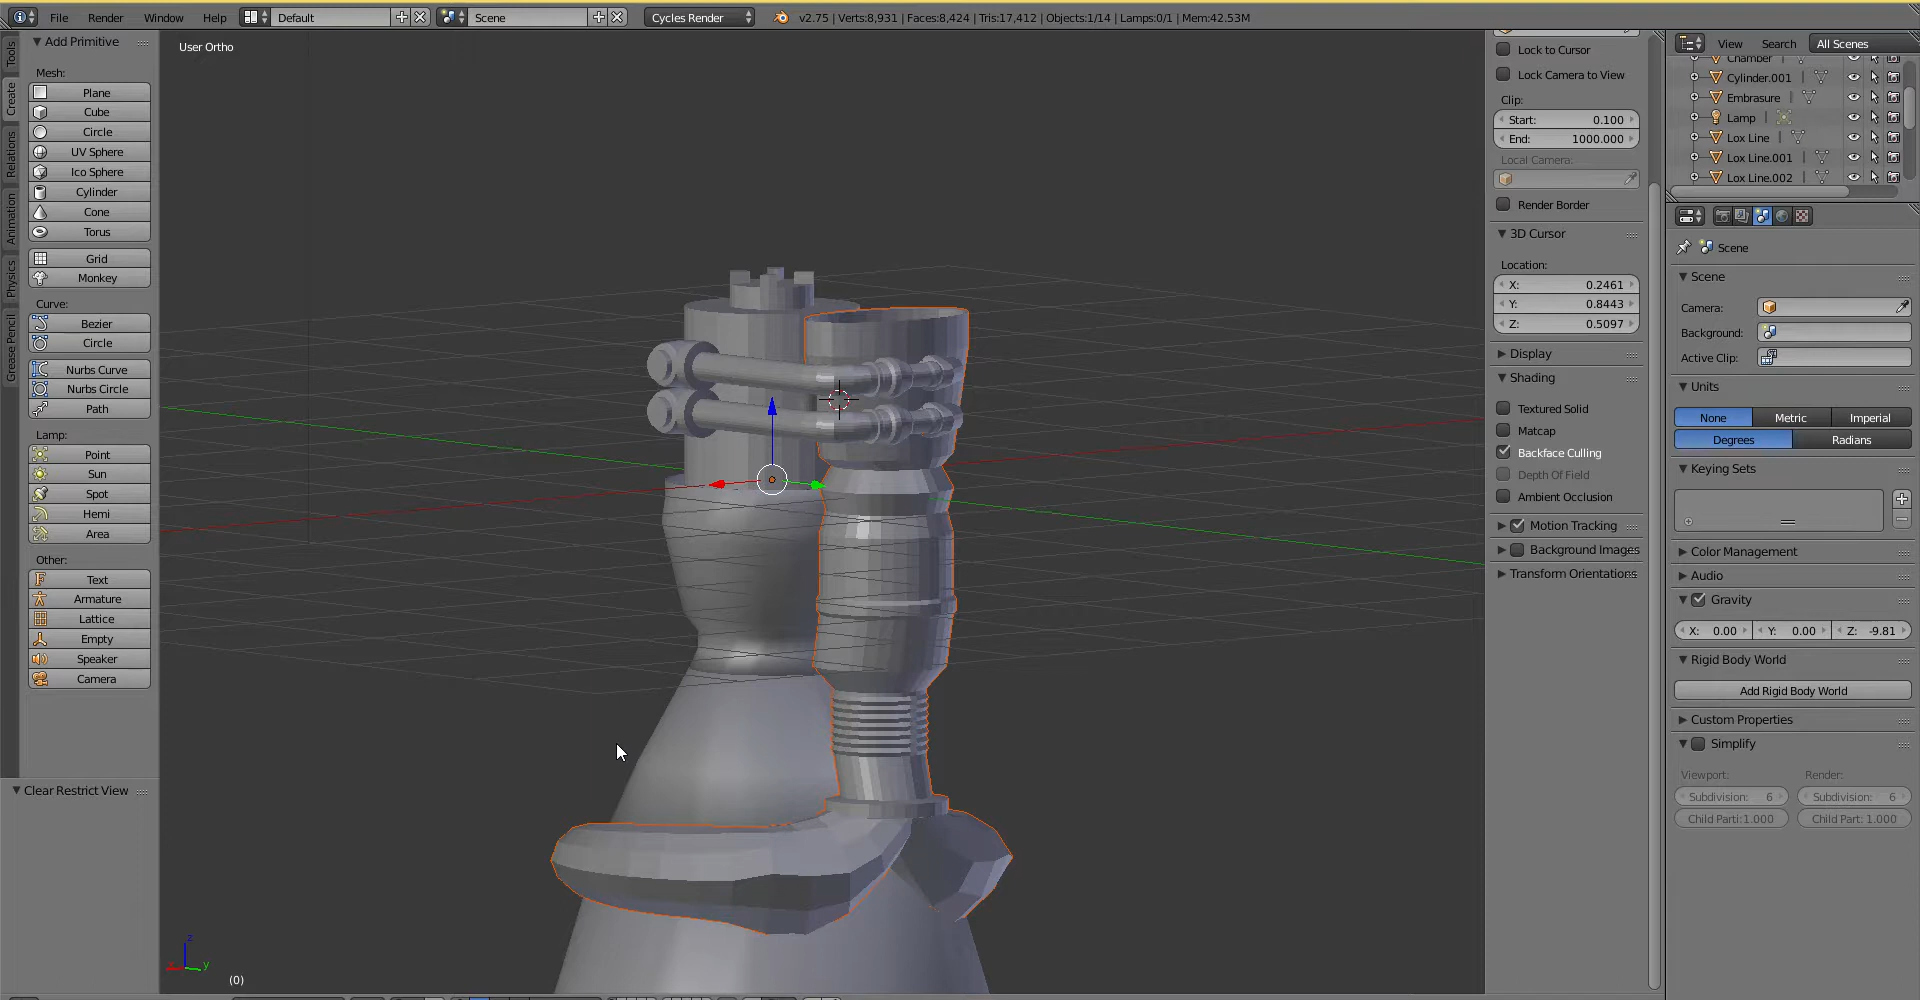 File Render Window Help Default Scene Cycles Render v2.75 | Verts:8,931 | Faces:8,424 | Tris:17,412 | Objects:1/14 | Lamps:0/1 | Mem:42.53M
Tools
Create
Relations
Animation
Physics
Grease Pencil
Add Primitive
Mesh:
Plane
Cube
Circle
UV Sphere
Ico Sphere
Cylinder
Cone
Torus
Grid
Monkey
Curve:
Bezier
Circle
Nurbs Curve
Nurbs Circle
Path
Lamp:
Point
Sun
Spot
Hemi
Area
Other:
Text
Armature
Lattice
Empty
Speaker
Camera
Clear Restrict View
User Ortho
z
x y
(0)
Lock to Cursor
Lock Camera to View
Clip:
Start: 0.100
End: 1000.000
Local Camera:
Render Border
3D Cursor
Location:
X: 0.2461
Y: 0.8443
Z: 0.5097
Display
Shading
Textured Solid
Matcap
Backface Culling
Depth Of Field
Ambient Occlusion
Motion Tracking
Background Images
Transform Orientations
View Search All Scenes
Chamber
Cylinder.001
Embrasure
Lamp
Lox Line
Lox Line.001
Lox Line.002
Scene
Scene
Camera:
Background:
Active Clip:
Units
None Metric Imperial
Degrees Radians
Keying Sets
Color Management
Audio
Gravity
X: 0.00 Y: 0.00 Z: -9.81
Rigid Body World
Add Rigid Body World
Custom Properties
Simplify
Viewport: Render:
Subdivision: 6 Subdivision: 6
Child Parti:1.000 Child Part: 1.000